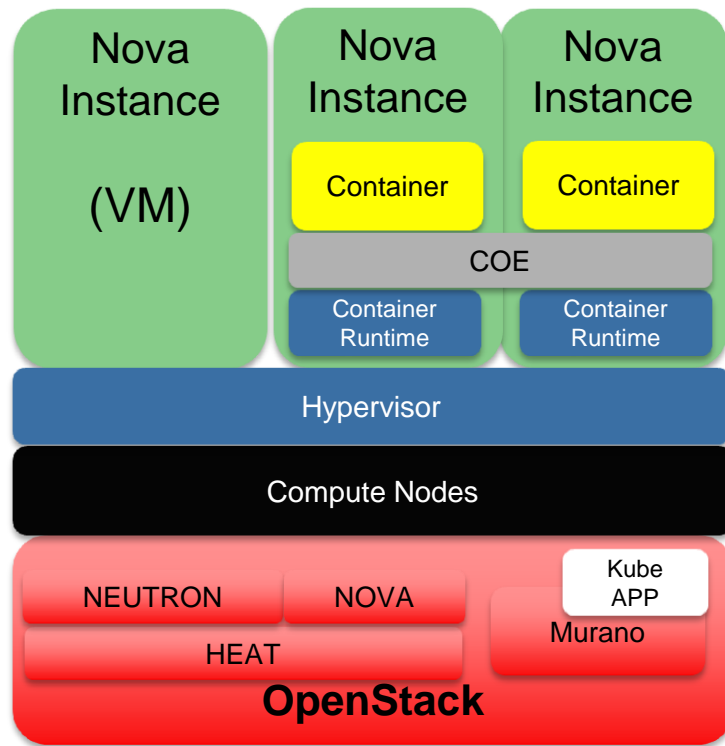 Nova
Instance
(VM)
Nova
Instance
Nova
Instance
Container
Container
COE
Container
Runtime
Container
Runtime
Hypervisor
Compute Nodes
NEUTRON
NOVA
HEAT
Kube
APP
Murano
OpenStack